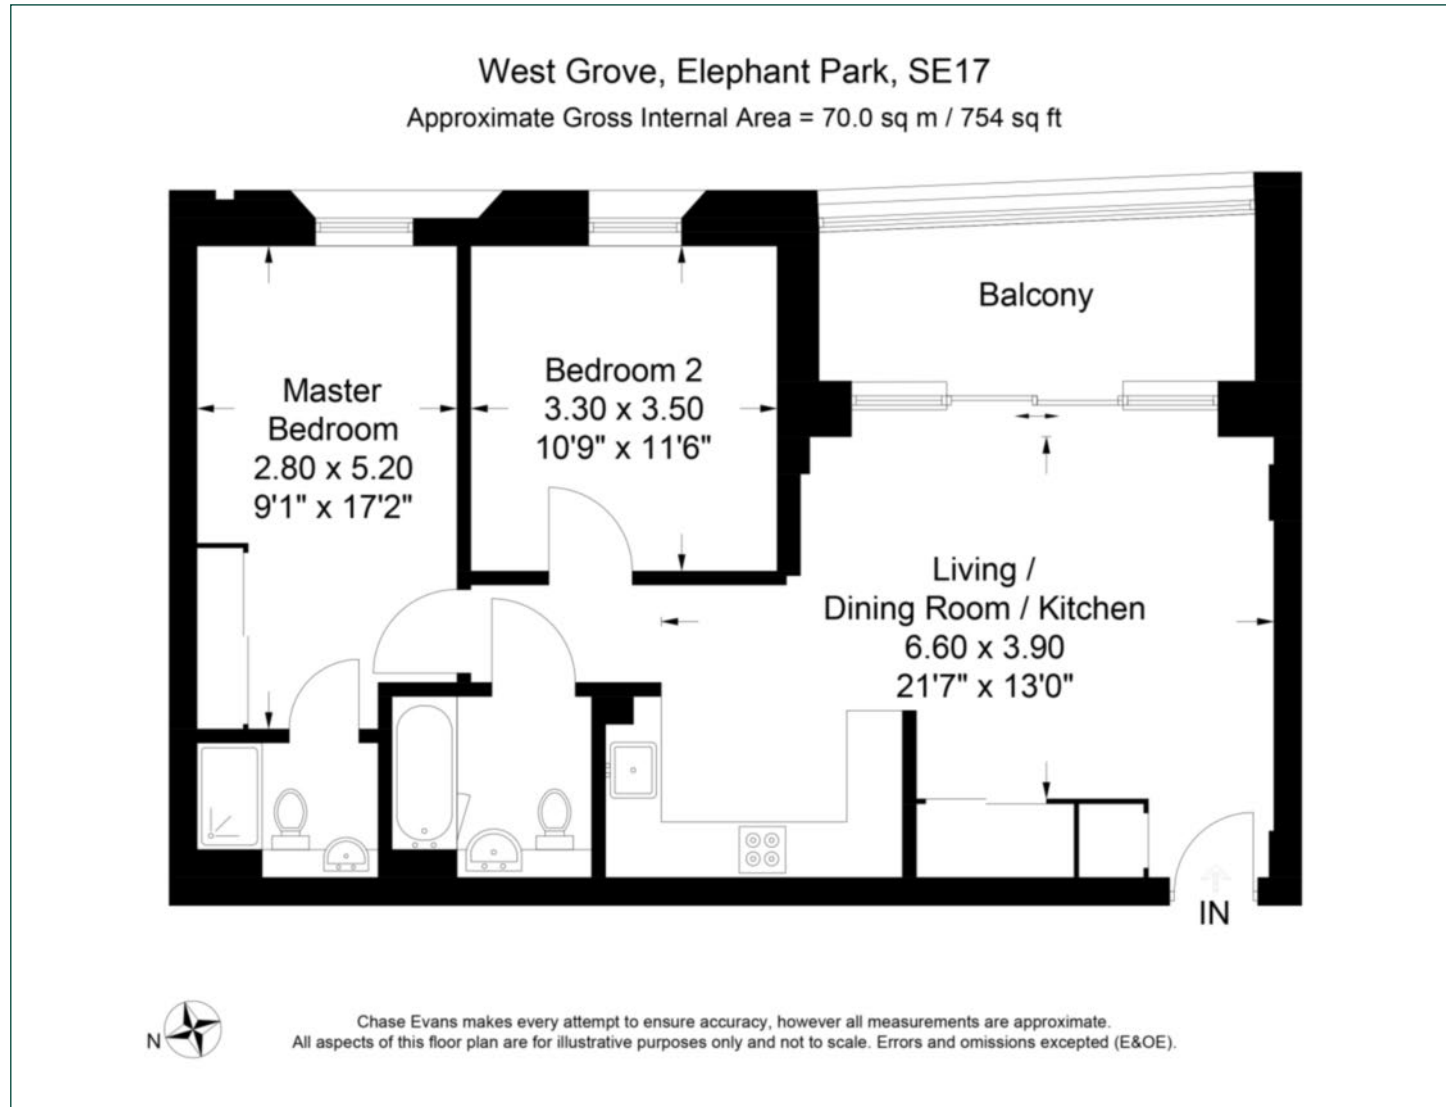 West Grove, Elephant Park, SE17
Approximate Gross Internal Area = 70.0 sq m / 754 sq ft
Balcony
Master
Bedroom
2.80 x 5.20
9'1" x 17'2"
Bedroom 2
3.30 x 3.50
10'9" x 11'6"
Living /
Dining Room / Kitchen
6.60 x 3.90
21'7" x 13'0"
IN
N
Chase Evans makes every attempt to ensure accuracy, however all measurements are approximate.
All aspects of this floor plan are for illustrative purposes only and not to scale. Errors and omissions excepted (E&OE).